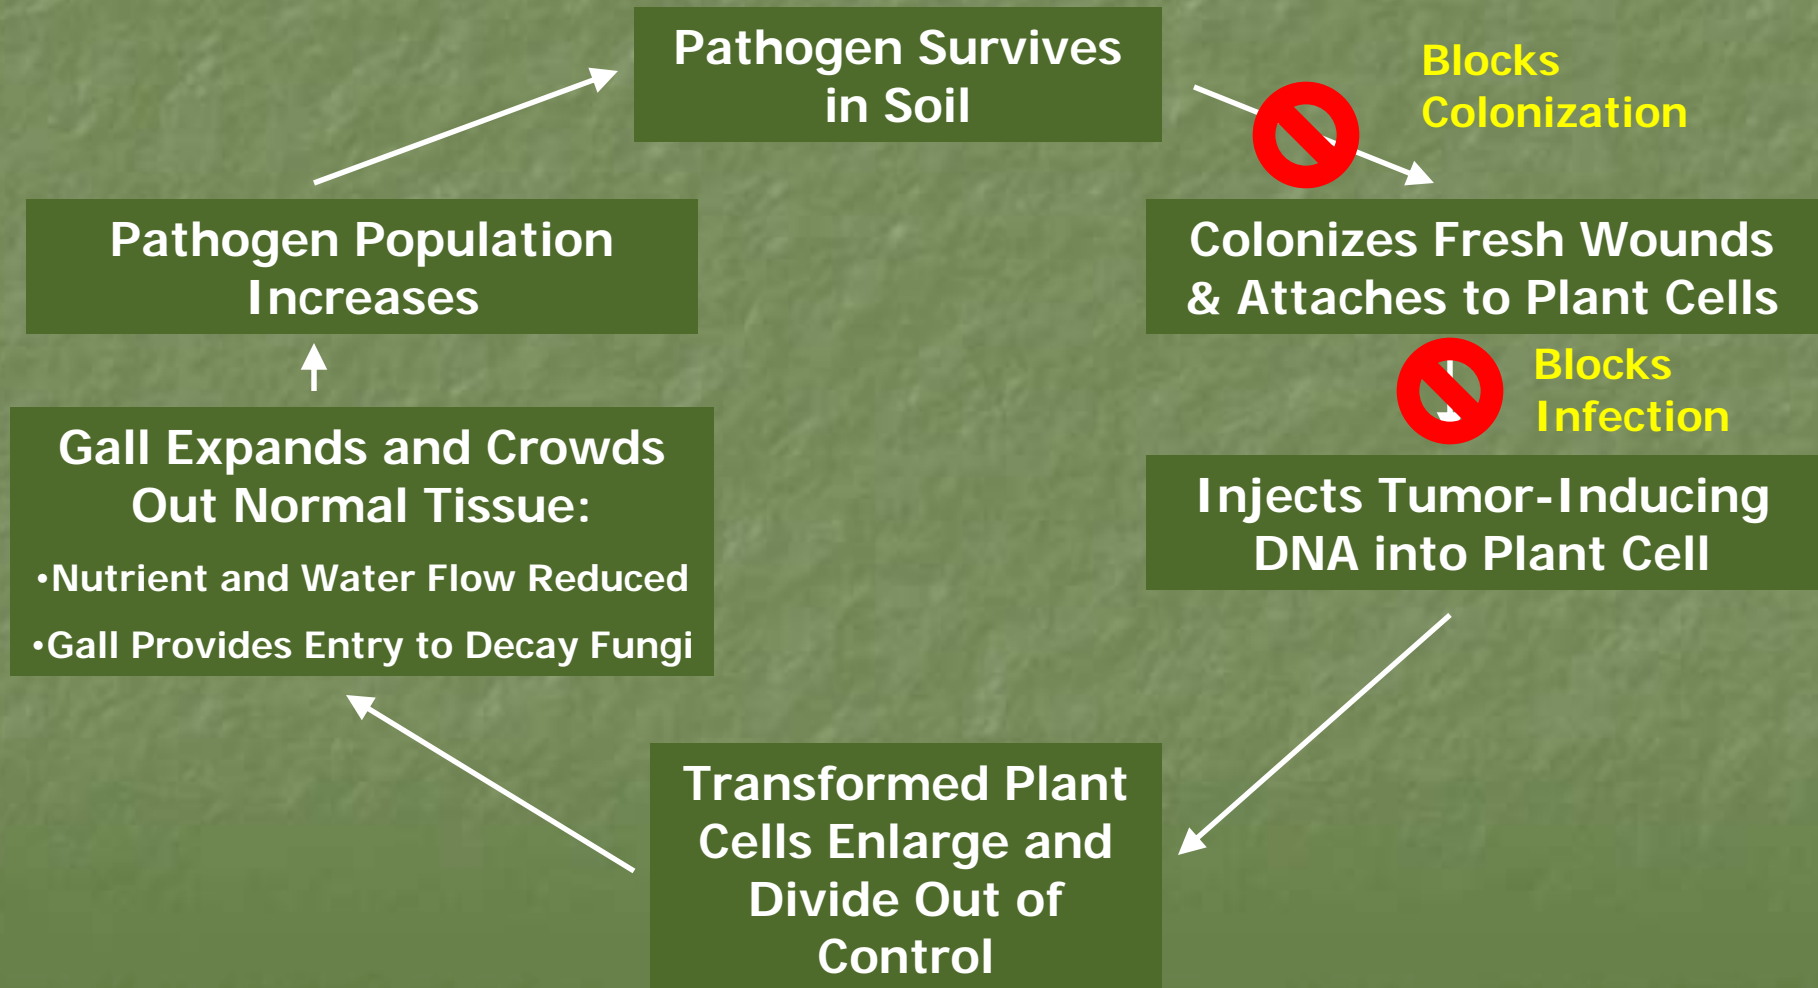 Pathogen Survives
in Soil
Blocks
Colonization
Colonizes Fresh Wounds
& Attaches to Plant Cells
Blocks
Infection
Injects Tumor-Inducing
DNA into Plant Cell
Transformed Plant
Cells Enlarge and
Divide Out of
Control
Gall Expands and Crowds
Out Normal Tissue:
•Nutrient and Water Flow Reduced
•Gall Provides Entry to Decay Fungi
Pathogen Population
Increases